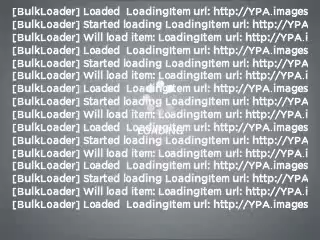 [BulkLoader] Loaded  LoadingItem url: http://YPA.images
[BulkLoader] Started loading LoadingItem url: http://YPA
[BulkLoader] Will load item: LoadingItem url: http://YPA.i
[BulkLoader] Loaded  LoadingItem url: http://YPA.images
[BulkLoader] Started loading LoadingItem url: http://YPA
[BulkLoader] Will load item: LoadingItem url: http://YPA.i
[BulkLoader] Loaded  LoadingItem url: http://YPA.images
[BulkLoader] Started loading LoadingItem url: http://YPA
[BulkLoader] Will load item: LoadingItem url: http://YPA.i
[BulkLoader] Loaded  LoadingItem url: http://YPA.images
LOADING
[BulkLoader] Started loading LoadingItem url: http://YPA
[BulkLoader] Will load item: LoadingItem url: http://YPA.i
[BulkLoader] Loaded  LoadingItem url: http://YPA.images
[BulkLoader] Started loading LoadingItem url: http://YPA
[BulkLoader] Will load item: LoadingItem url: http://YPA.i
[BulkLoader] Loaded  LoadingItem url: http://YPA.images